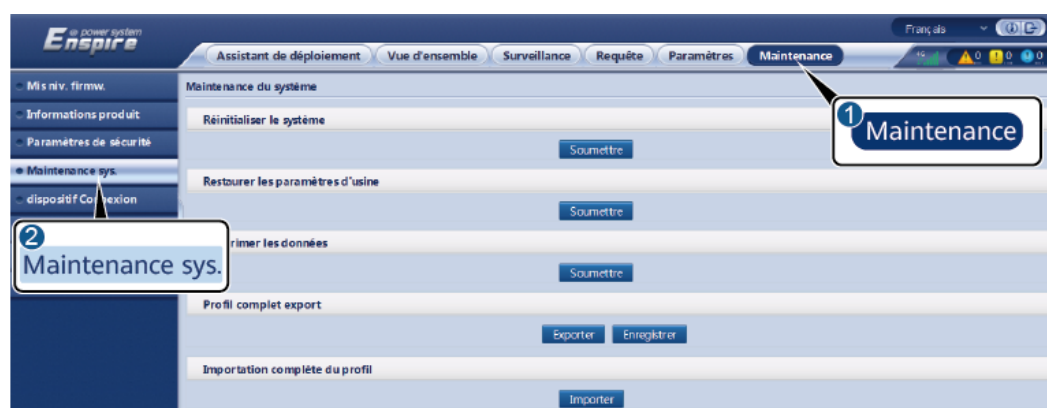 e power system
Enspire
Français
Assistant de déploiement
Vue d'ensemble
Surveillance
Requête
Paramètres
Maintenance
4G
0
0
0
Mis niv. firmw.
Informations produit
Paramètres de sécurité
Maintenance sys.
dispositif
Maintenance du système
Réinitialiser le système
Soumettre
Restaurer les paramètres d'usine
Soumettre
rimer les données
Soumettre
Profil complet export
Exporter
Enregistrer
Importation complète du profil
Importer
1
Maintenance
2
Maintenance sys.